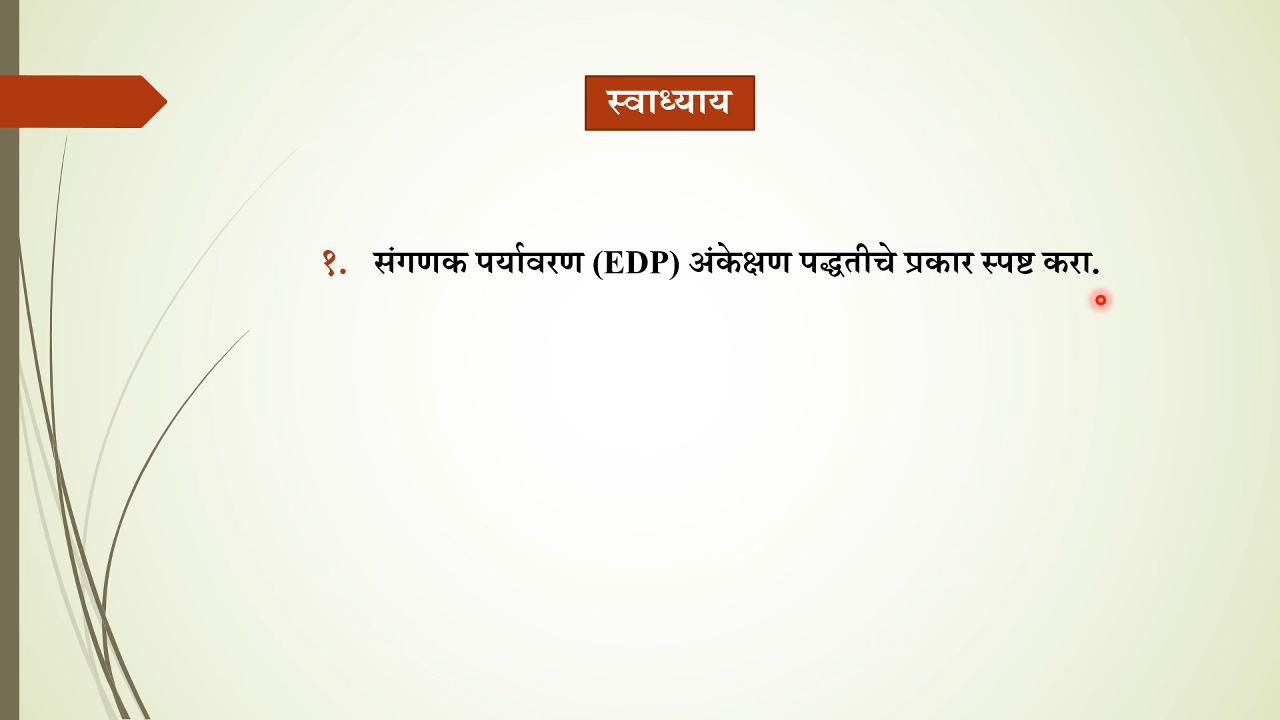 स्वाध्याय
१. संगणक पर्यावरण (EDP) अंकेक्षण पद्धतीचे प्रकार स्पष्ट करा.